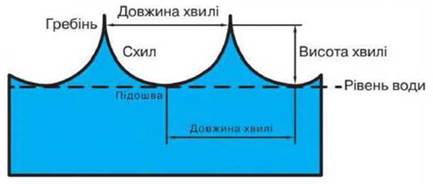 Довжина хвилі
Гребінь
Схил
Висота хвилі
Рівень води
Підошва
Довжина хвилі